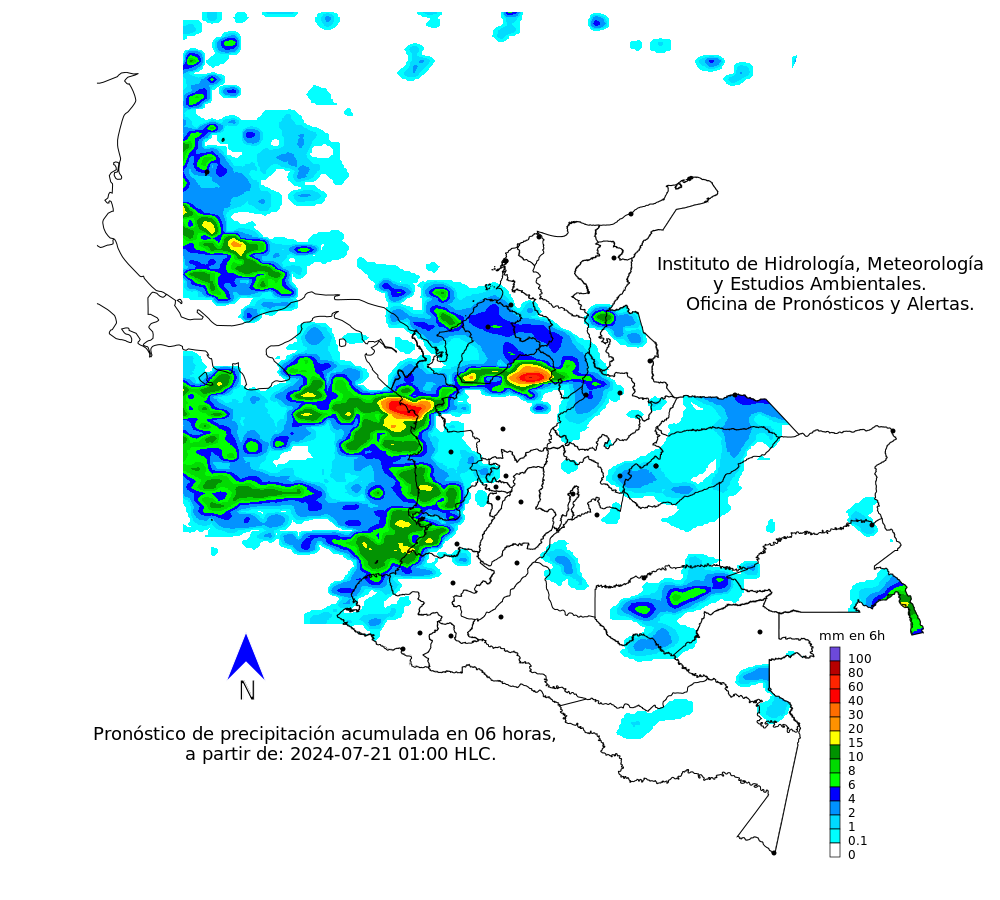 Instituto de Hidrología, Meteorología
y Estudios Ambientales.
Oficina de Pronósticos y Alertas.
mm en 6h
100
80
60
40
30
20
15
10
8
6
4
2
1
0.1
0
N
Pronóstico de precipitación acumulada en 06 horas,
a partir de: 2024-07-21 01:00 HLC.